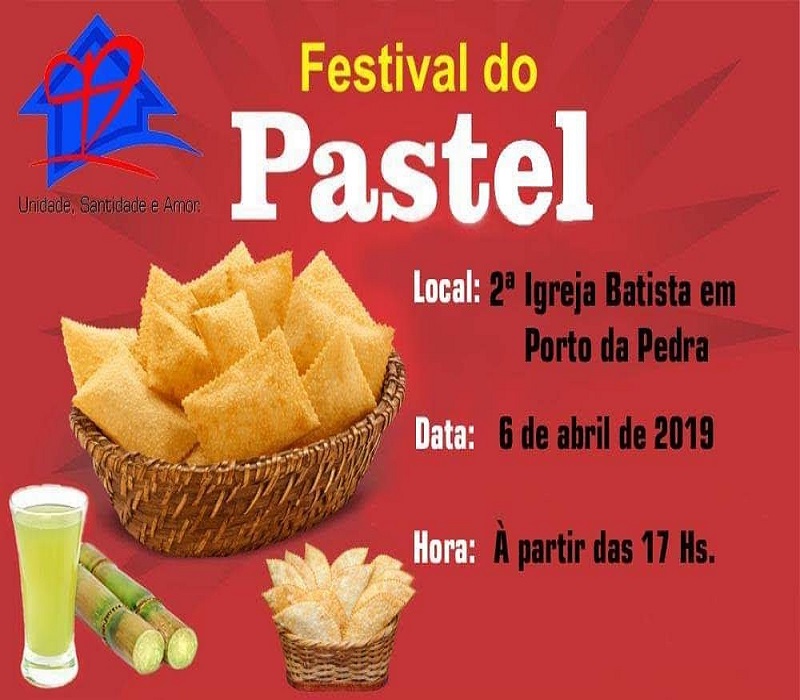 Festival do
Pastel
Unidade, Santidade e Amor.
Local: 2ª Igreja Batista em
Porto da Pedra
Data: 6 de abril de 2019
Hora: À partir das 17 Hs.